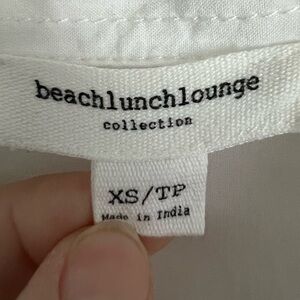 beachlunchlounge
collection
XS/TP
Made in India